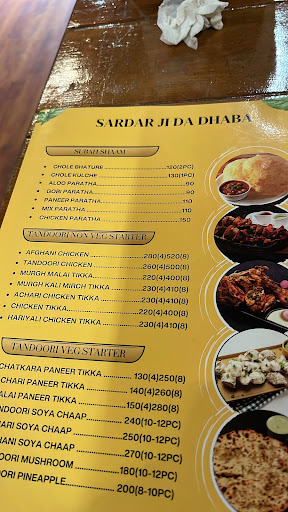 SARDAR JI DA DHABA
SUBAH SHAAM
• CHOLE BHATURE 120(2PC)
• CHOLE KULCHE 130(1PC)
• ALOO PARATHA 90
• GOBI PARATHA 90
• PANEER PARATHA 110
• MIX PARATHA 110
• CHICKEN PARATHA 150
TANDOORI NON VEG STARTER
• AFGHANI CHICKEN 280(4)520(8)
• TANDOORI CHICKEN 260(4)500(8)
• MURGH MALAI TIKKA 220(4)400(8)
• MURGH KALI MIRCH TIKKA 230(4)410(8)
• ACHARI CHICKEN TIKKA 230(4)410(8)
• CHICKEN TIKKA 220(4)400(8)
• HARIYALI CHICKEN TIKKA 230(4)410(8)
TANDOORI VEG STARTER
CHATKARA PANEER TIKKA 130(4)250(8)
CHARI PANEER TIKKA 140(4)260(8)
ALAI PANEER TIKKA 150(4)280(8)
NDOORI SOYA CHAAP 240(10-12PC)
ARI SOYA CHAAP 250(10-12PC)
HANI SOYA CHAAP 270(10-12PC)
OORI MUSHROOM 180(10-12PC)
OORI PINEAPPLE 200(8-10PC)